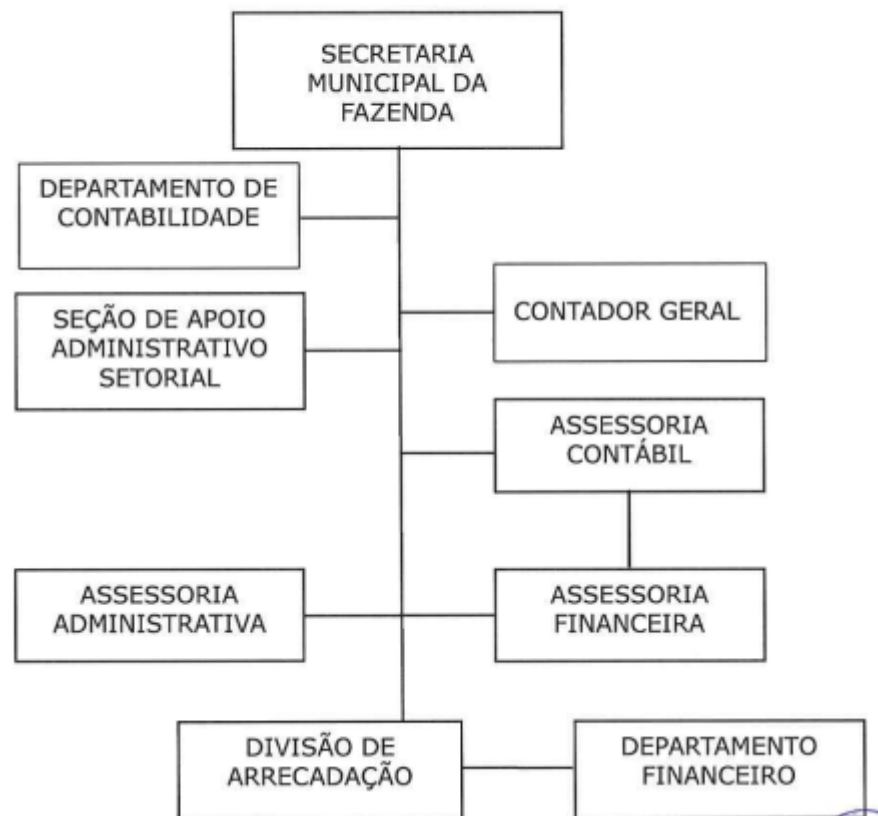 SECRETARIA
MUNICIPAL DA
FAZENDA
DEPARTAMENTO DE
CONTABILIDADE
CONTADOR GERAL
SEÇÃO DE APOIO
ADMINISTRATIVO
SETORIAL
ASSESSORIA
CONTÁBIL
ASSESSORIA
ADMINISTRATIVA
ASSESSORIA
FINANCEIRA
DIVISÃO DE
ARRECADAÇÃO
DEPARTAMENTO
FINANCEIRO